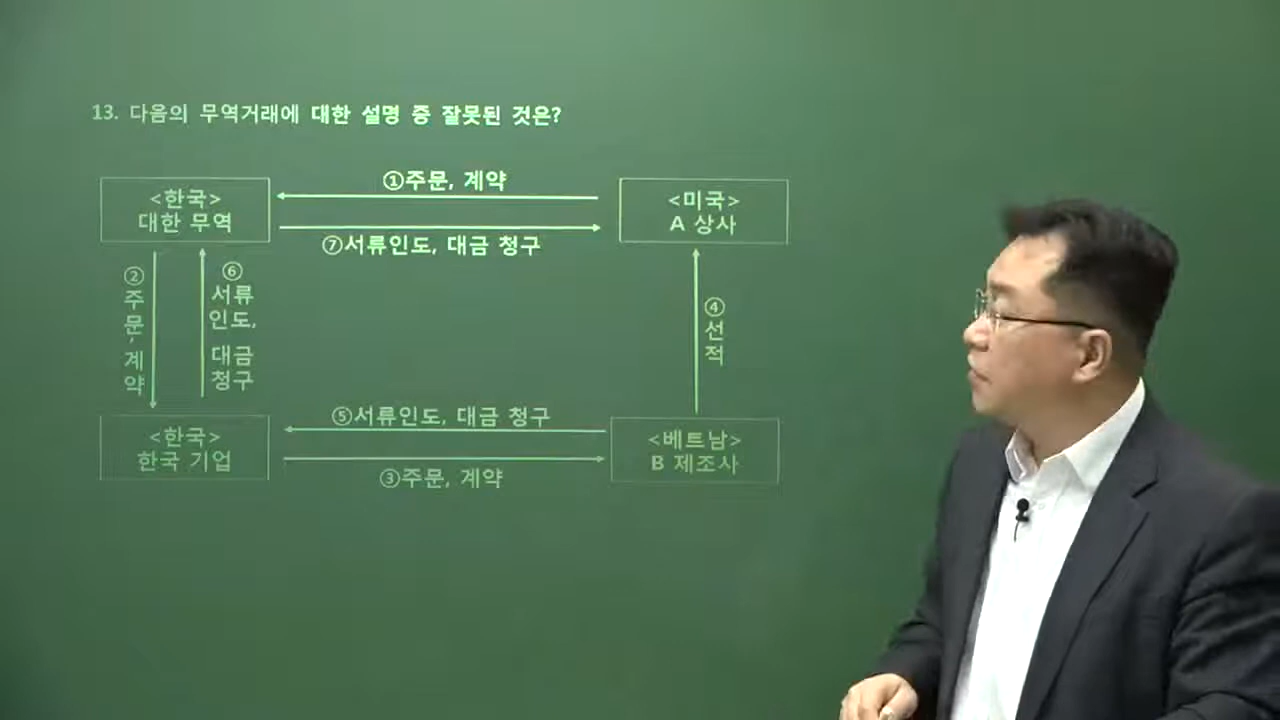 13. 다음의 무역거래에 대한 설명 중 잘못된 것은?
①주문, 계약
<한국>
대한 무역
<미국>
A 상사
⑦서류인도, 대금 청구
②주문, 계약
⑥서류
인도,
대금
청구
④선적
⑤서류인도, 대금 청구
<한국>
한국 기업
<베트남>
B 제조사
③주문, 계약